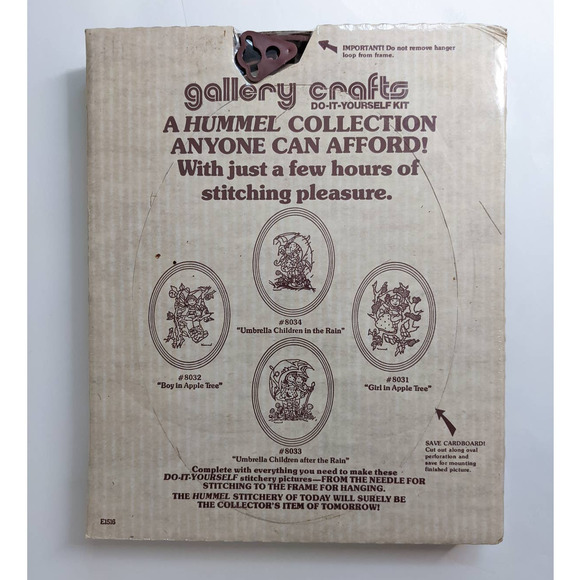 IMPORTANT! Do not remove hanger
loop from frame.
gallery crafts
DO-IT-YOURSELF KIT
A HUMMEL COLLECTION
ANYONE CAN AFFORD!
With just a few hours of
stitching pleasure.
#8034
"Umbrella Children in the Rain"
#8032
"Boy in Apple Tree"
#8031
"Girl in Apple Tree"
#8033
"Umbrella Children after the Rain"
SAVE CARDBOARD!
Cut out along oval
perforation and
save for mounting
finished picture.
Complete with everything you need to make these
DO-IT-YOURSELF stitchery pictures—FROM THE NEEDLE FOR
STITCHING TO THE FRAME FOR HANGING.
THE HUMMEL STITCHERY OF TODAY WILL SURELY BE
THE COLLECTOR'S ITEM OF TOMORROW!
E1516